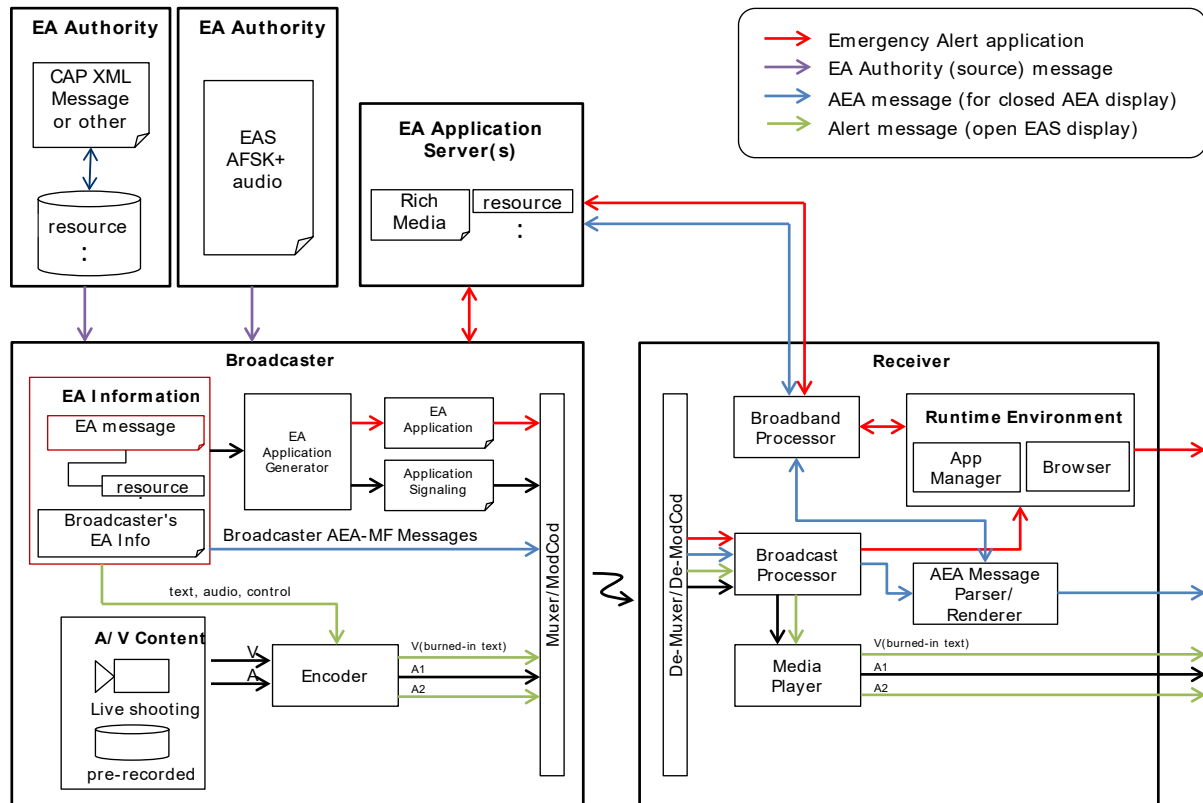 EA Authority
CAP XML
Message
or other
resource
:
EA Authority
EAS
AFSK+
audio
EA Application
Server(s)
Rich
Media
resource
:
Emergency Alert application
EA Authority (source) message
AEA message (for closed AEA display)
Alert message (open EAS display)
Broadcaster
EA Information
EA message
resource
:
Broadcaster's
EA Info
EA
Application
Generator
EA
Application
Application
Signaling
Broadcaster AEA-MF Messages
text, audio, control
A/V Content
Live shooting
pre-recorded
V
A
Encoder
V(burned-in text)
A1
A2
Muxer/ModCod
Receiver
De-Muxer/De-ModCod
Broadband
Processor
Runtime Environment
App
Manager
Browser
Broadcast
Processor
AEA Message
Parser/
Renderer
Media
Player
V(burned-in text)
A1
A2